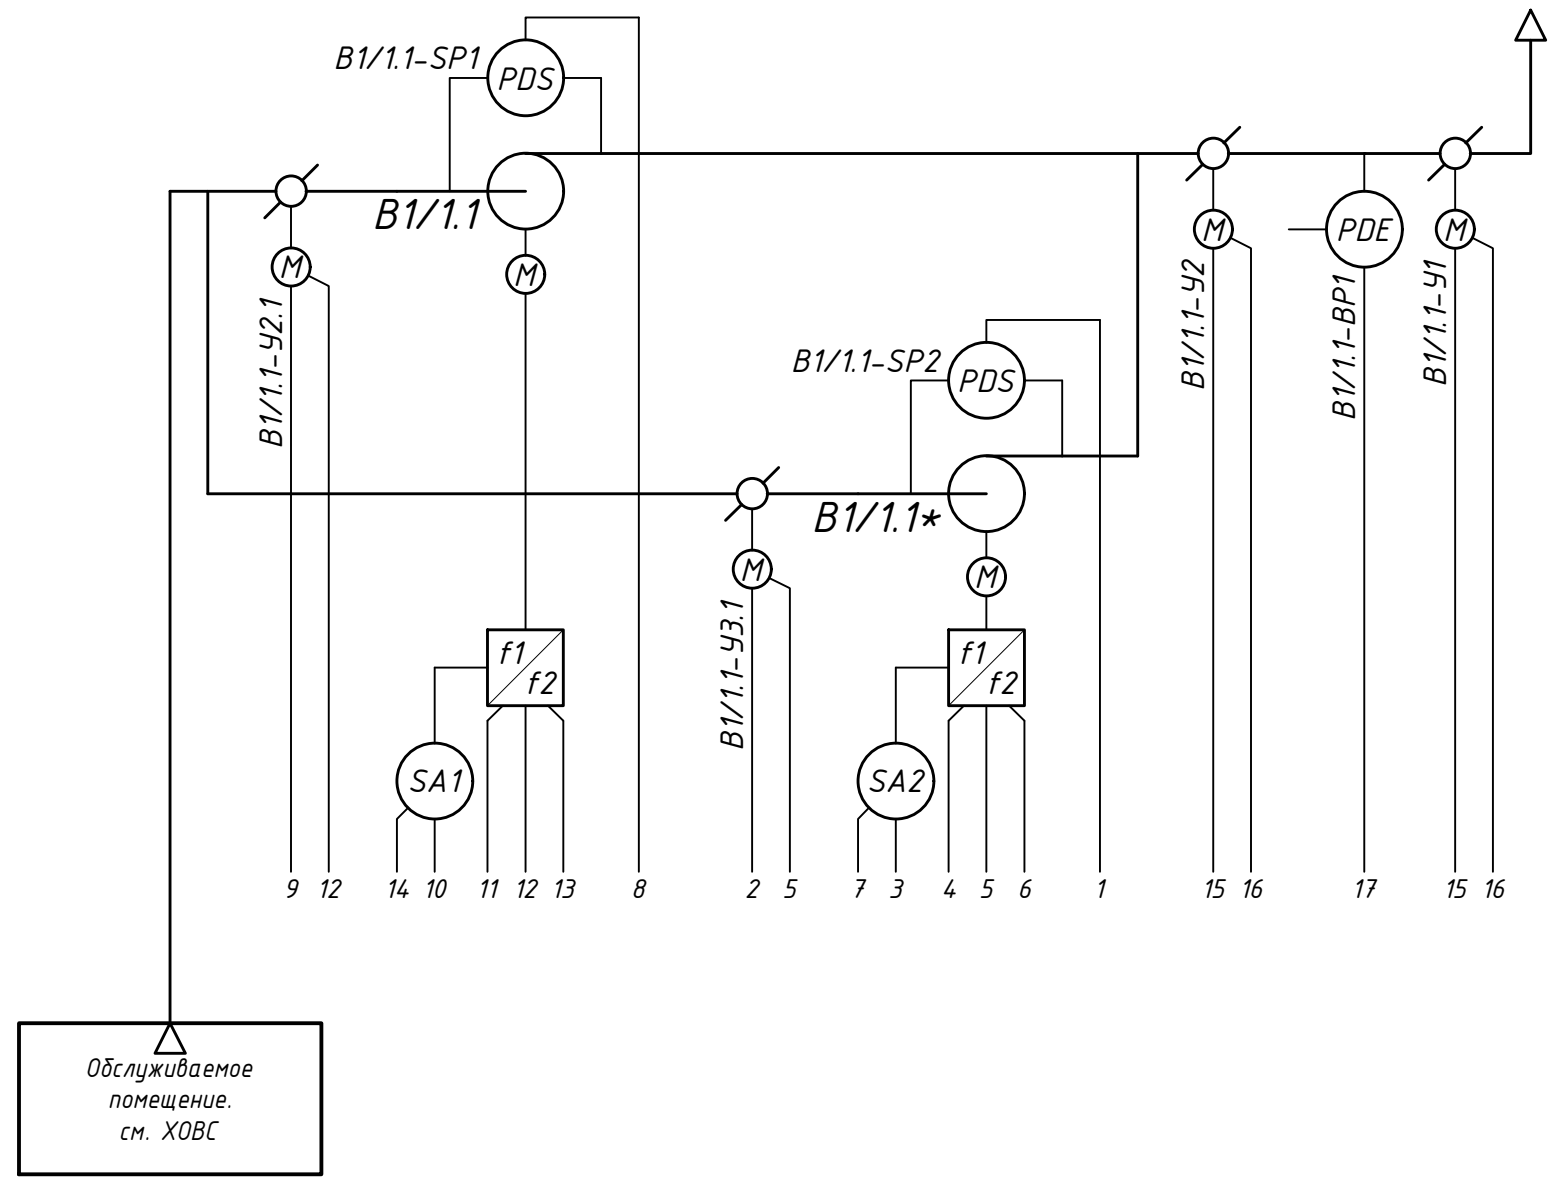 В1/1.1-SP1
PDS
В1/1.1
M
M
M
M
PDE
В1/1.1-У2.1
В1/1.1-У2
В1/1.1-ВР1
В1/1.1-У1
В1/1.1-SP2
PDS
В1/1.1*
M
M
В1/1.1-У3.1
f1
f2
f1
f2
SA1
SA2
9 12 14 10 11 12 13 8 2 5 7 3 4 5 6 1 15 16 17 15 16
Обслуживаемое
помещение.
см. ХОВС